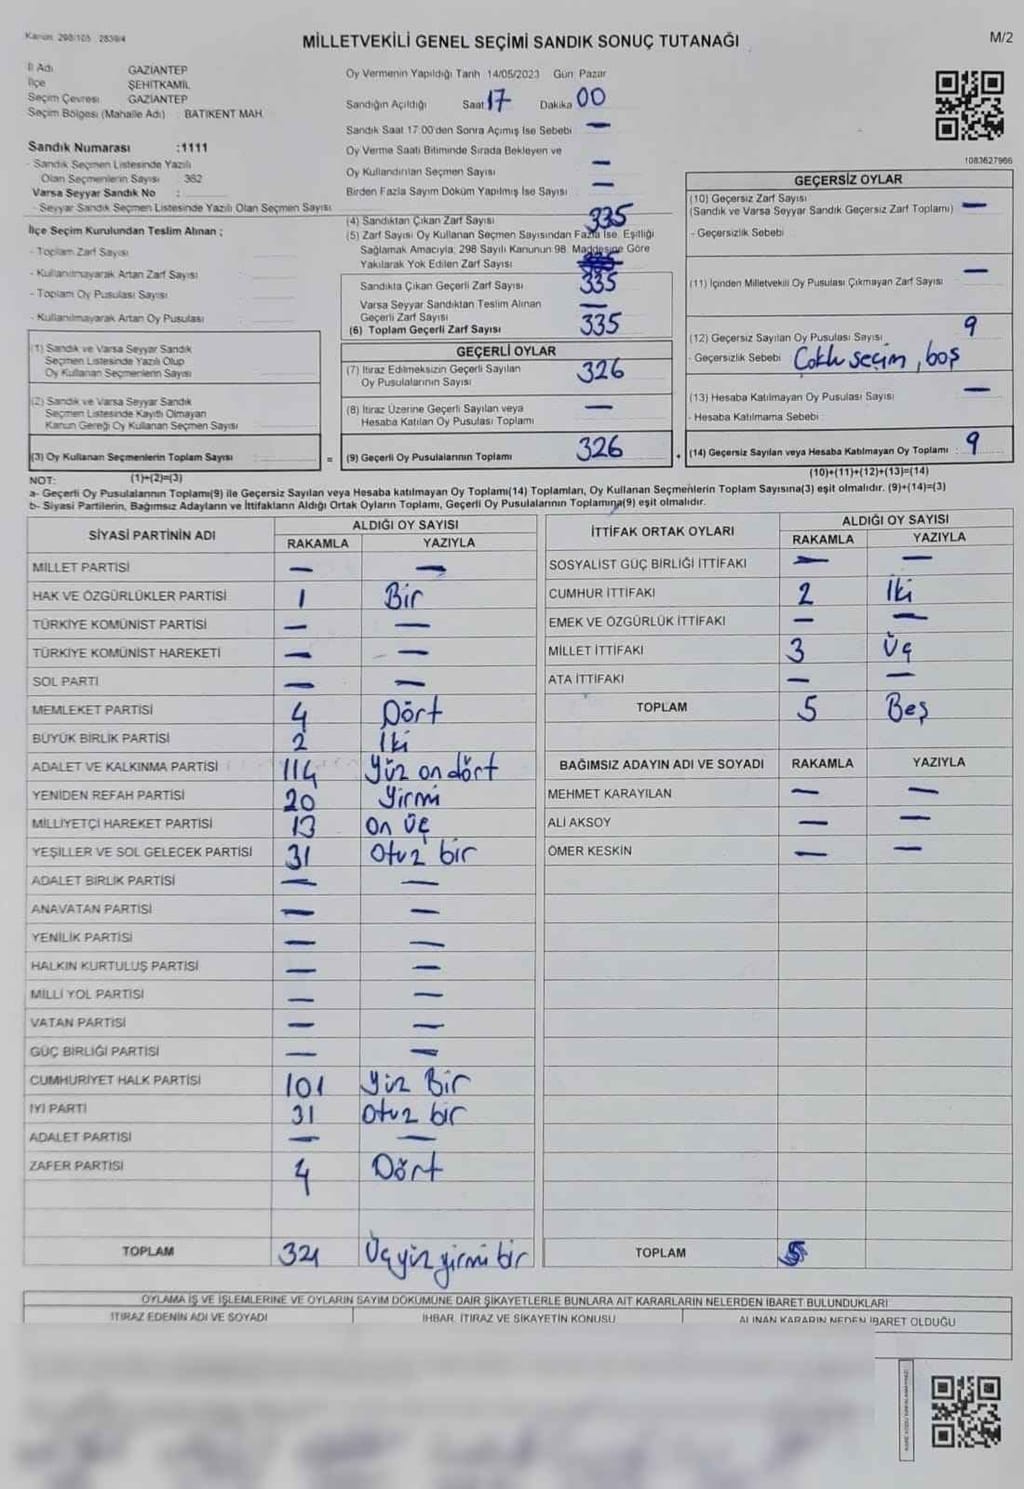 Kanun: 298/105 2839/4
MİLLETVEKİLİ GENEL SEÇİMİ SANDIK SONUÇ TUTANAĞI
M/2
İl Adı GAZİANTEP
İlçe ŞEHİTKAMİL
Seçim Çevresi GAZİANTEP
Seçim Bölgesi (Mahalle Adı) : BATIKENT MAH.
Sandık Numarası :1111
- Sandık Seçmen Listesinde Yazılı
Olan Seçmenlerin Sayısı 362
Varsa Seyyar Sandık No :
- Seyyar Sandık Seçmen Listesinde Yazılı Olan Seçmen Sayısı
İlçe Seçim Kurulundan Teslim Alınan ;
- Toplam Zarf Sayısı
- Kullanılmayarak Artan Zarf Sayısı
- Toplam Oy Pusulası Sayısı
- Kullanılmayarak Artan Oy Pusulası
(1) Sandık ve Varsa Seyyar Sandık
Seçmen Listesinde Yazılı Olup
Oy Kullanan Seçmenlerin Sayısı
(2) Sandık ve Varsa Seyyar Sandık
Seçmen Listesinde Kayıtlı Olmayan
Kanun Gereği Oy Kullanan Seçmen Sayısı
(3) Oy Kullanan Seçmenlerin Toplam Sayısı =
Oy Vermenin Yapıldığı Tarih 14/05/2023 Gün Pazar
Sandığın Açıldığı Saat 17 Dakika 00
Sandık Saat 17:00'den Sonra Açımış İse Sebebi —
Oy Verme Saati Bitiminde Sırada Bekleyen ve
Oy Kullandırılan Seçmen Sayısı —
Birden Fazla Sayım Döküm Yapılmış İse Sayısı —
(4) Sandıktan Çıkan Zarf Sayısı 335
(5) Zarf Sayısı Oy Kullanan Seçmen Sayısından Fazla İse, Eşitliği
Sağlamak Amacıyla, 298 Sayılı Kanunun 98. Maddesine Göre
Yakılarak Yok Edilen Zarf Sayısı
Sandıkta Çıkan Geçerli Zarf Sayısı 335
Varsa Seyyar Sandıktan Teslim Alınan
Geçerli Zarf Sayısı —
(6) Toplam Geçerli Zarf Sayısı 335
GEÇERLİ OYLAR
(7) İtiraz Edilmeksizin Geçerli Sayılan
Oy Pusulalarının Sayısı 326
(8) İtiraz Üzerine Geçerli Sayılan veya
Hesaba Katılan Oy Pusulası Toplamı —
(9) Geçerli Oy Pusulalarının Toplamı 326
1083627966
GEÇERSİZ OYLAR
(10) Geçersiz Zarf Sayısı
(Sandık ve Varsa Seyyar Sandık Geçersiz Zarf Toplamı) —
- Geçersizlik Sebebi
(11) İçinden Milletvekili Oy Pusulası Çıkmayan Zarf Sayısı —
(12) Geçersiz Sayılan Oy Pusulası Sayısı 9
- Geçersizlik Sebebi : Çoklu seçim, boş
(13) Hesaba Katılmayan Oy Pusulası Sayısı —
- Hesaba Katılmama Sebebi
(14) Geçersiz Sayılan veya Hesaba Katılmayan Oy Toplamı : 9
NOT: (1)+(2)=(3)
(10)+(11)+(12)+(13)=(14)
a- Geçerli Oy Pusulalarının Toplamı(9) ile Geçersiz Sayılan veya Hesaba katılmayan Oy Toplamı(14) Toplamları, Oy Kullanan Seçmenlerin Toplam Sayısına(3) eşit olmalıdır. (9)+(14)=(3)
b- Siyasi Partilerin, Bağımsız Adayların ve İttifakların Aldığı Ortak Oyların Toplamı, Geçerli Oy Pusulalarının Toplamına(9) eşit olmalıdır.
SİYASİ PARTİNİN ADI ALDIĞI OY SAYISI
RAKAMLA YAZIYLA
MİLLET PARTİSİ — —
HAK VE ÖZGÜRLÜKLER PARTİSİ 1 Bir
TÜRKİYE KOMÜNİST PARTİSİ — —
TÜRKİYE KOMÜNİST HAREKETİ — —
SOL PARTİ — —
MEMLEKET PARTİSİ 4 Dört
BÜYÜK BİRLİK PARTİSİ 2 İki
ADALET VE KALKINMA PARTİSİ 114 Yüz on dört
YENİDEN REFAH PARTİSİ 20 Yirmi
MİLLİYETÇİ HAREKET PARTİSİ 13 On üç
YEŞİLLER VE SOL GELECEK PARTİSİ 31 Otuz bir
ADALET BİRLİK PARTİSİ — —
ANAVATAN PARTİSİ — —
YENİLİK PARTİSİ — —
HALKIN KURTULUŞ PARTİSİ — —
MİLLİ YOL PARTİSİ — —
VATAN PARTİSİ — —
GÜÇ BİRLİĞİ PARTİSİ — —
CUMHURİYET HALK PARTİSİ 101 Yüz Bir
İYİ PARTİ 31 Otuz bir
ADALET PARTİSİ — —
ZAFER PARTİSİ 4 Dört
TOPLAM 321 Üçyüz yirmi bir
İTTİFAK ORTAK OYLARI ALDIĞI OY SAYISI
RAKAMLA YAZIYLA
SOSYALİST GÜÇ BİRLİĞİ İTTİFAKI — —
CUMHUR İTTİFAKI 2 İki
EMEK VE ÖZGÜRLÜK İTTİFAKI — —
MİLLET İTTİFAKI 3 Üç
ATA İTTİFAKI — —
TOPLAM 5 Beş
BAĞIMSIZ ADAYIN ADI VE SOYADI RAKAMLA YAZIYLA
MEHMET KARAYILAN — —
ALİ AKSOY — —
ÖMER KESKİN — —
TOPLAM 5
OYLAMA İŞ VE İŞLEMLERİNE VE OYLARIN SAYIM DÖKÜMÜNE DAİR ŞİKAYETLERLE BUNLARA AİT KARARLARIN NELERDEN İBARET BULUNDUKLARI
İTİRAZ EDENİN ADI VE SOYADI İHBAR, İTİRAZ VE ŞİKAYETİN KONUSU ALINAN KARARIN NEDEN İBARET OLDUĞU